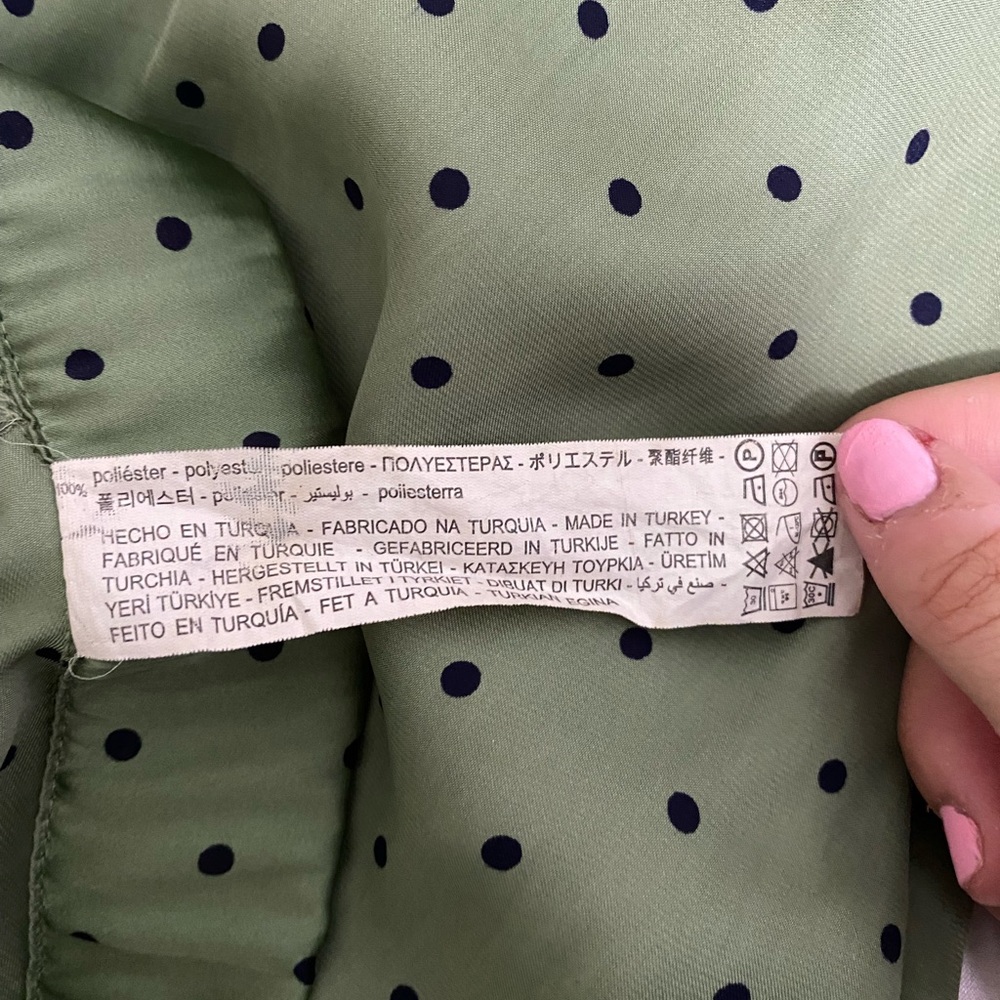 100% poliéster - polyest poliestere - ΠΟΛΥΕΣΤΕΡΑΣ - ポリエステル - 聚酯纤维 -
폴리에스터 - بوليستير - poliesterra
HECHO EN TURQUIA - FABRICADO NA TURQUIA - MADE IN TURKEY -
FABRIQUÉ EN TURQUIE - GEFABRICEERD IN TURKIJE - FATTO IN
TURCHIA - HERGESTELLT IN TÜRKEI - ΚΑΤΑΣΚΕΥΗ ΤΟΥΡΚΙΑ - ÜRETİM
YERİ TÜRKİYE - FREMSTILLET I TYRKIET - DIBUAT DI TURKI - صنع في تركيا -
FEITO EN TURQUÍA - FET A TURQUIA - TURKIAN EGINA